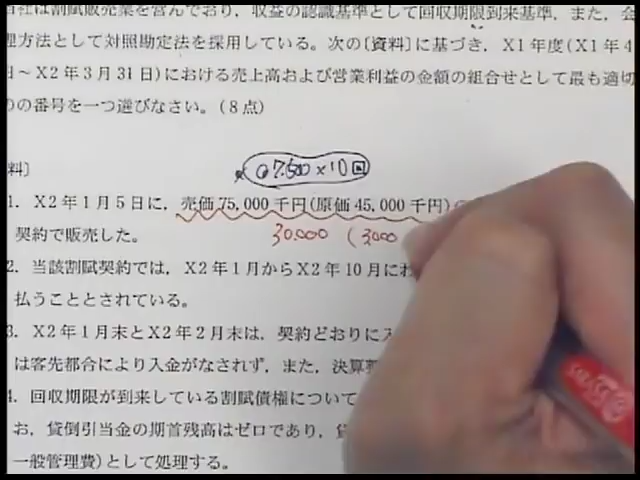 社は割賦販売業を営んでおり，収益の認識基準として回収期限到来基準，また，会
理方法として対照勘定法を採用している。次の〔資料〕に基づき，X1年度(X1年4
日～X2年3月31日)における売上高および営業利益の金額の組合せとして最も適切
のの番号を一つ選びなさい。(8点)
7.500×10回
料〕
1. X2年1月5日に，売価75,000千円(原価45,000千円)
30.000 (3000
契約で販売した。
2. 当該割賦契約では，X2年1月からX2年10月にわ
払うこととされている。
3. X2年1月末とX2年2月末は，契約どおりに入
は客先都合により入金がなされず，また，決算
4. 回収期限が到来している割賦債権について
お，貸倒引当金の期首残高はゼロであり，
一般管理費)として処理する。